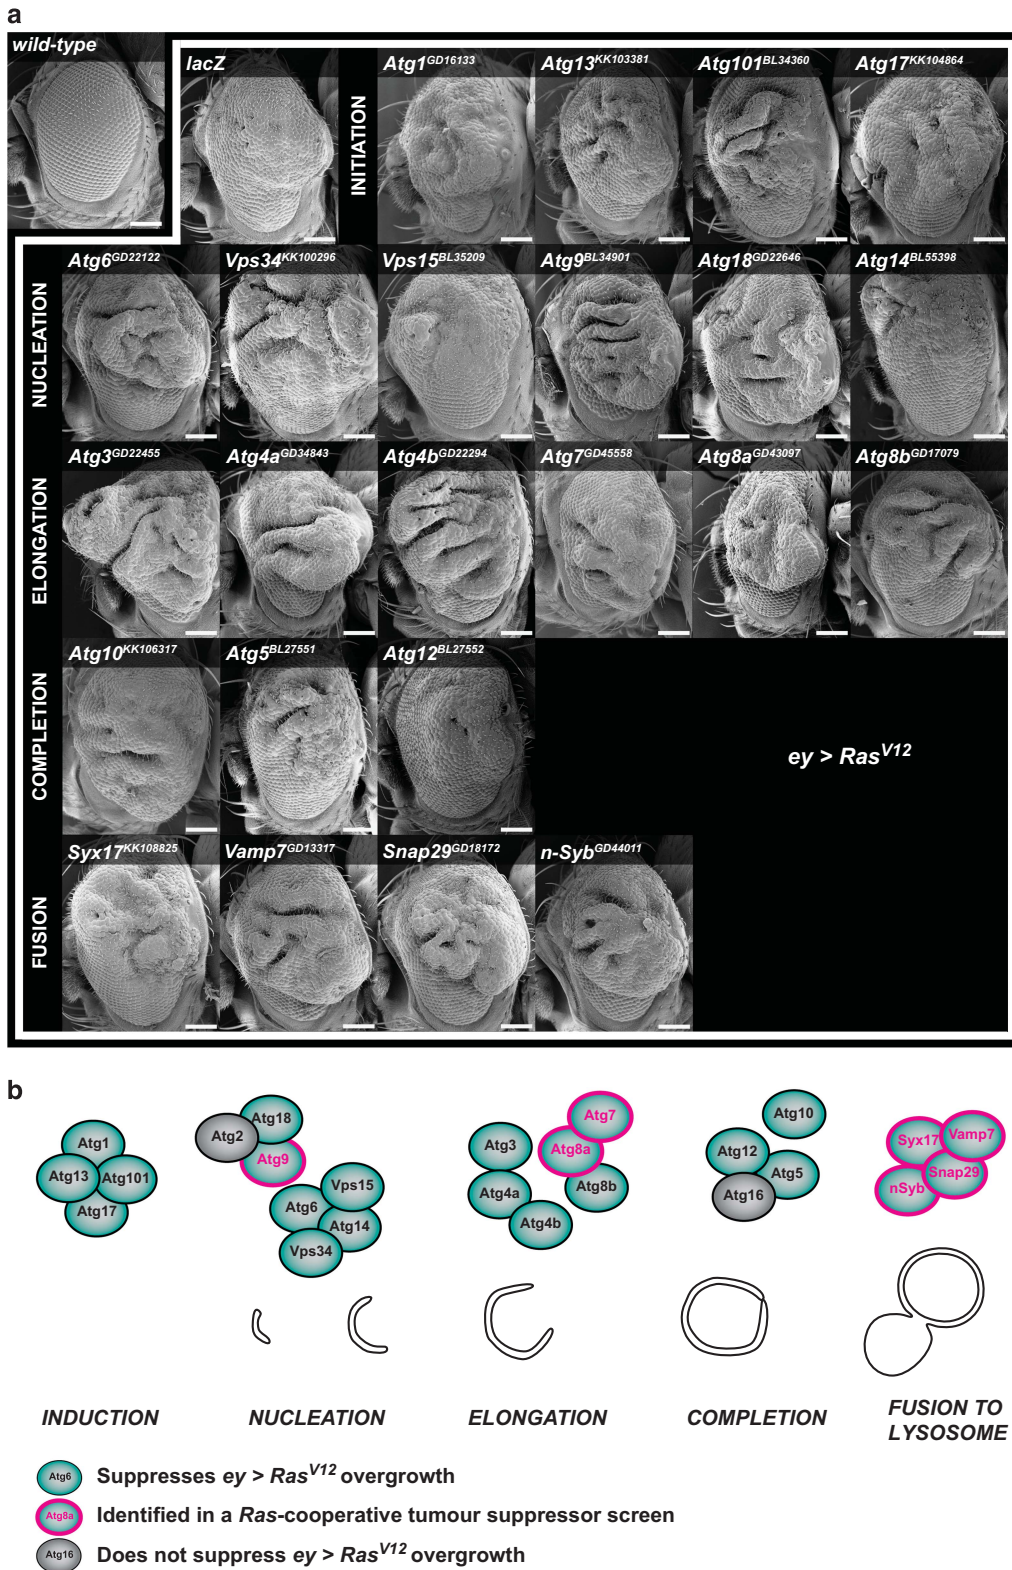 a
wild-type
lacZ
INITIATION
Atg1GD16133
Atg13KK103381
Atg101BL34360
Atg17KK104864
NUCLEATION
Atg6GD22122
Vps34KK100296
Vps15BL35209
Atg9BL34901
Atg18GD22646
Atg14BL55398
ELONGATION
Atg3GD22455
Atg4aGD34843
Atg4bGD22294
Atg7GD45558
Atg8aGD43097
Atg8bGD17079
COMPLETION
Atg10KK106317
Atg5BL27551
Atg12BL27552
ey > RasV12
FUSION
Syx17KK108825
Vamp7GD13317
Snap29GD18172
n-SybGD44011
b
Atg1
Atg13
Atg101
Atg17
Atg18
Atg2
Atg9
Vps15
Atg6
Atg14
Vps34
Atg7
Atg3
Atg8a
Atg4a
Atg8b
Atg4b
Atg10
Atg12
Atg5
Atg16
Syx17
Vamp7
Snap29
nSyb
INDUCTION
NUCLEATION
ELONGATION
COMPLETION
FUSION TO
LYSOSOME
Atg6
Suppresses ey > RasV12 overgrowth
Atg8a
Identified in a Ras-cooperative tumour suppressor screen
Atg16
Does not suppress ey > RasV12 overgrowth